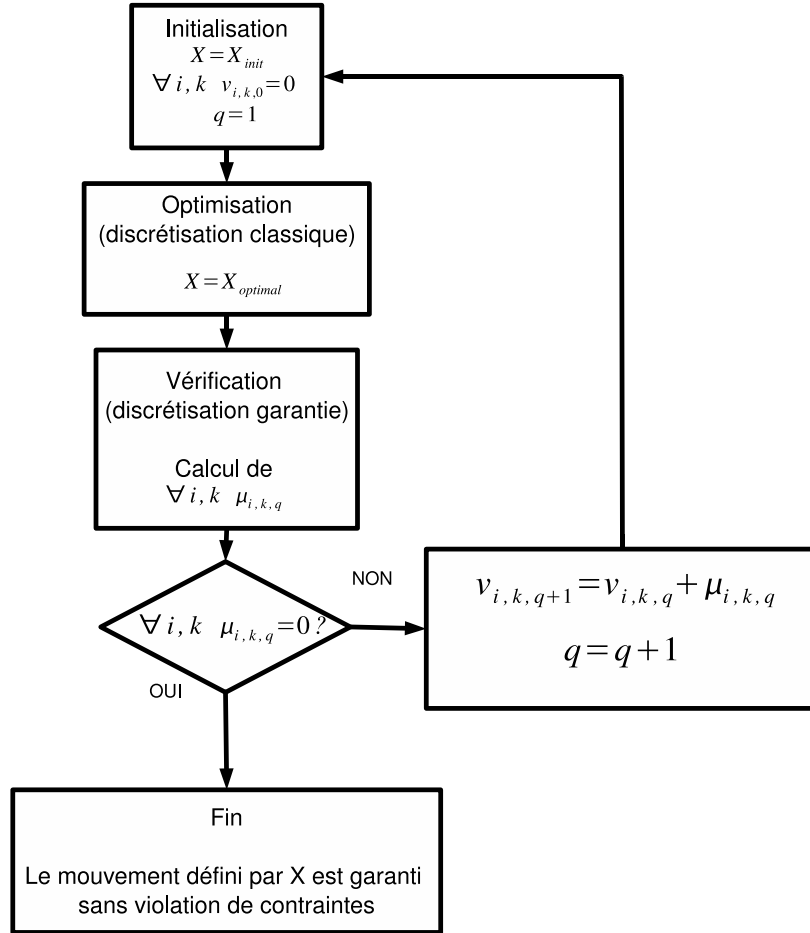 Initialisation
X = X_init
∀ i, k v_{i,k,0} = 0
q = 1
Optimisation
(discrétisation classique)
X = X_optimal
Vérification
(discrétisation garantie)
Calcul de
∀ i, k μ_{i,k,q}
∀ i, k μ_{i,k,q} = 0 ?
NON
v_{i,k,q+1} = v_{i,k,q} + μ_{i,k,q}
q = q + 1
OUI
Fin
Le mouvement défini par X est garanti
sans violation de contraintes